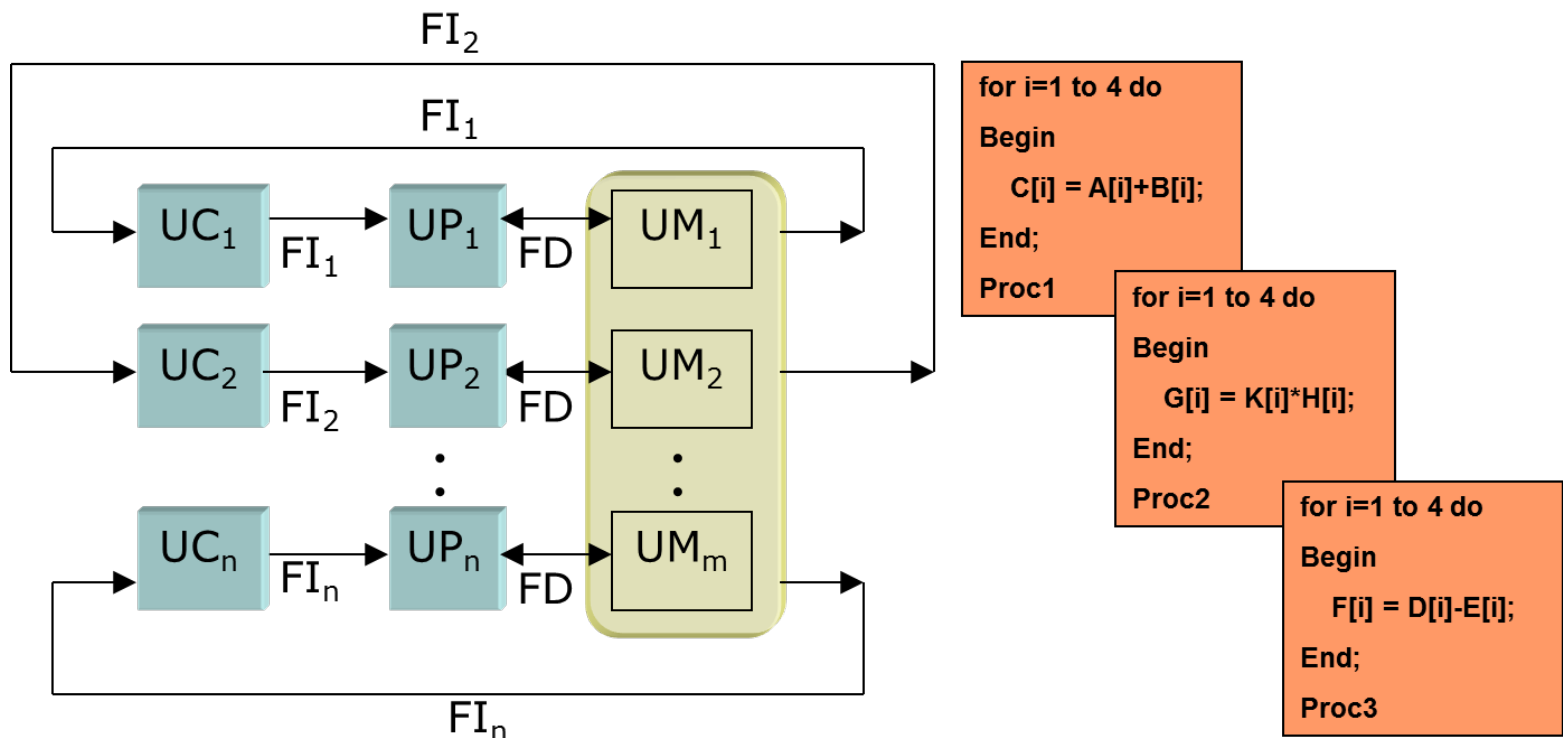 FI₂
FI₁
UC₁ FI₁ UP₁ FD UM₁
UC₂ FI₂ UP₂ FD UM₂
UCₙ FIₙ UPₙ FD UMₘ
FIₙ
for i=1 to 4 do
Begin
C[i] = A[i]+B[i];
End;
Proc1
for i=1 to 4 do
Begin
G[i] = K[i]*H[i];
End;
Proc2
for i=1 to 4 do
Begin
F[i] = D[i]-E[i];
End;
Proc3